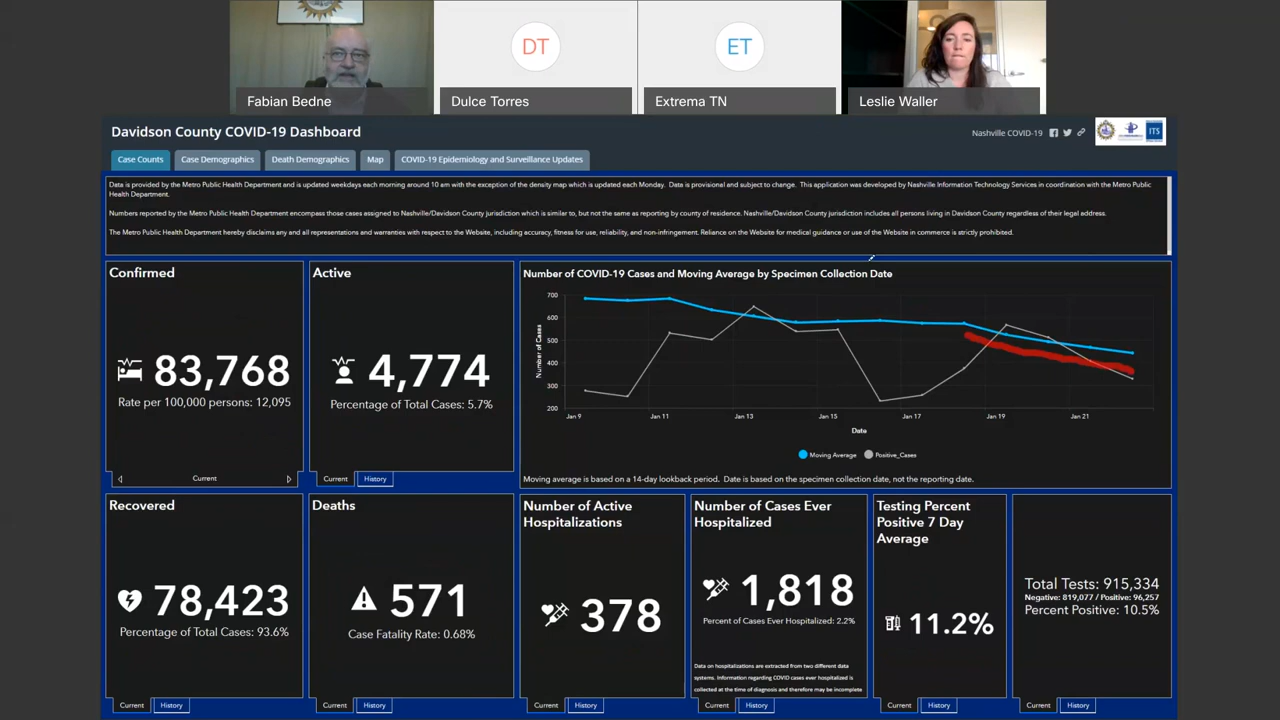 DT
ET
Fabian Bedne
Dulce Torres
Extrema TN
Leslie Waller
Davidson County COVID-19 Dashboard
Nashville COVID-19
ITS
Case Counts
Case Demographics
Death Demographics
Map
COVID-19 Epidemiology and Surveillance Updates
Data is provided by the Metro Public Health Department and is updated weekdays each morning around 10 am with the exception of the density map which is updated each Monday. Data is provisional and subject to change. This application was developed by Nashville Information Technology Services in coordination with the Metro Public
Health Department.
Numbers reported by the Metro Public Health Department encompass those cases assigned to Nashville/Davidson County jurisdiction which is similar to, but not the same as reporting by county of residence. Nashville/Davidson County jurisdiction includes all persons living in Davidson County regardless of their legal address.
The Metro Public Health Department hereby disclaims any and all representations and warranties with respect to the Website, including accuracy, fitness for use, reliability, and non-infringement. Reliance on the Website for medical guidance or use of the Website in commerce is strictly prohibited.
Confirmed
83,768
Rate per 100,000 persons: 12,095
Current
Active
4,774
Percentage of Total Cases: 5.7%
Current
History
Number of COVID-19 Cases and Moving Average by Specimen Collection Date
Number of Cases
700
600
500
400
300
200
Jan 9
Jan 11
Jan 13
Jan 15
Jan 17
Jan 19
Jan 21
Date
Moving Average
Positive_Cases
Moving average is based on a 14-day lookback period. Date is based on the specimen collection date, not the reporting date.
Recovered
78,423
Percentage of Total Cases: 93.6%
Current
History
Deaths
571
Case Fatality Rate: 0.68%
Current
History
Number of Active
Hospitalizations
378
Current
History
Number of Cases Ever
Hospitalized
1,818
Percent of Cases Ever Hospitalized: 2.2%
Data on hospitalizations are extracted from two different data
systems. Information regarding COVID cases ever hospitalized is
collected at the time of diagnosis and therefore may be incomplete
Current
History
Testing Percent
Positive 7 Day
Average
11.2%
Current
History
Total Tests: 915,334
Negative: 819,077 / Positive: 96,257
Percent Positive: 10.5%
Current
History